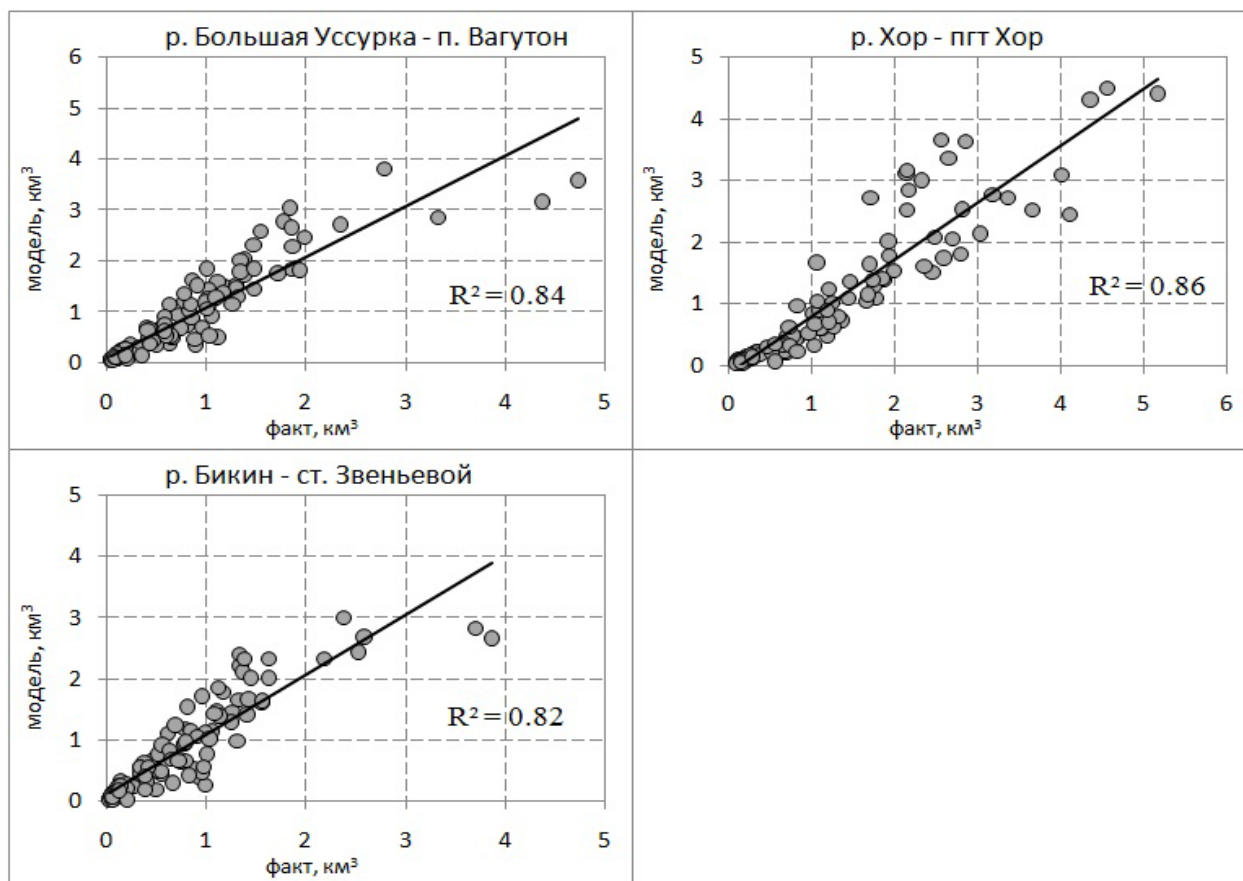 р. Большая Уссурка - п. Вагутон
6
5
4
3
2
1
0
модель, км³
R² = 0.84
0 1 2 3 4 5
факт, км³
р. Хор - пгт Хор
5
4
3
2
1
0
модель, км³
R² = 0.86
0 1 2 3 4 5 6
факт, км³
р. Бикин - ст. Звеньевой
5
4
3
2
1
0
модель, км³
R² = 0.82
0 1 2 3 4 5
факт, км³